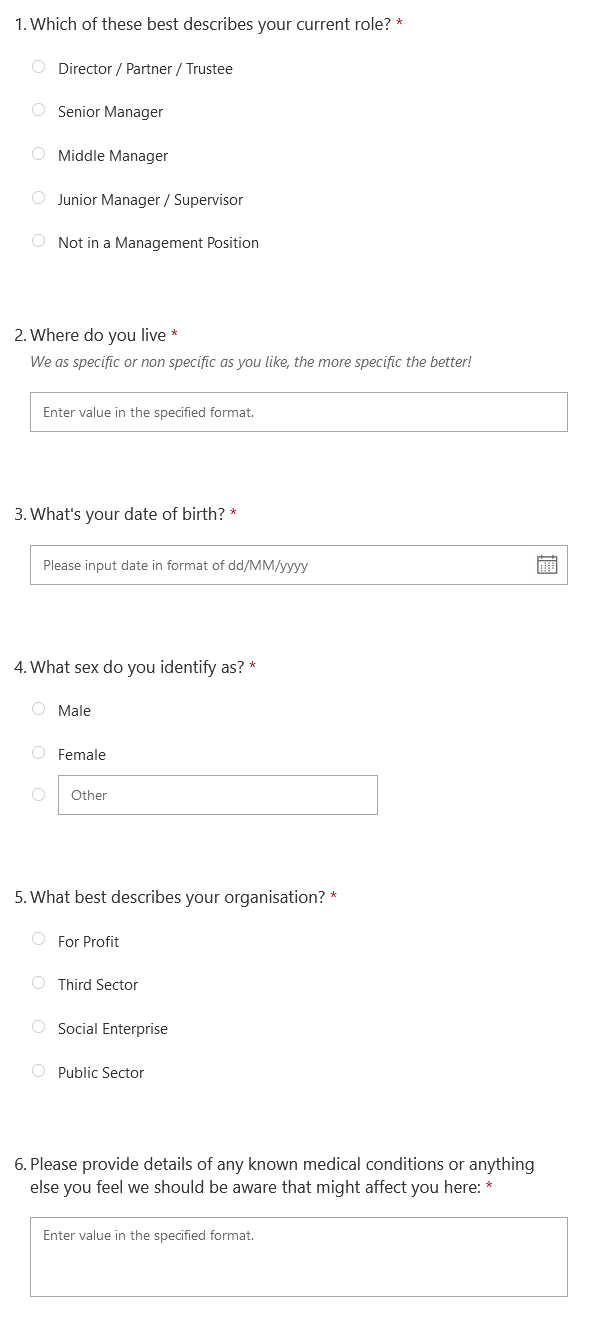 1. Which of these best describes your current role? *
Director / Partner / Trustee
Senior Manager
Middle Manager
Junior Manager / Supervisor
Not in a Management Position
2. Where do you live *
We as specific or non specific as you like, the more specific the better!
Enter value in the specified format.
3. What's your date of birth? *
Please input date in format of dd/MM/yyyy
4. What sex do you identify as? *
Male
Female
Other
5. What best describes your organisation? *
For Profit
Third Sector
Social Enterprise
Public Sector
6. Please provide details of any known medical conditions or anything
else you feel we should be aware that might affect you here: *
Enter value in the specified format.